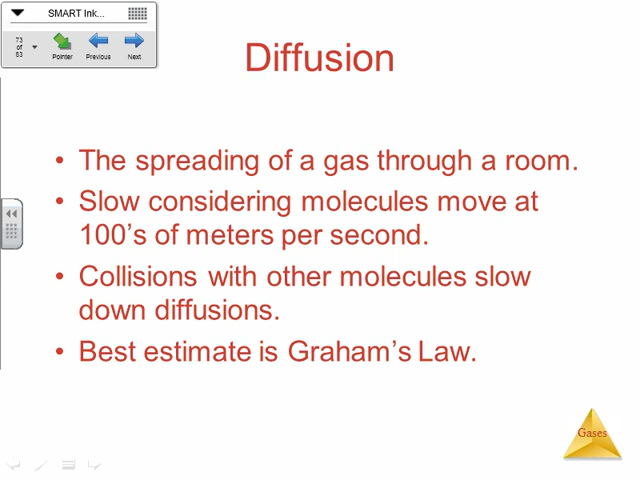 SMART Ink...
73
of
83
Pointer
Previous
Next
Diffusion
• The spreading of a gas through a room.
• Slow considering molecules move at
100’s of meters per second.
• Collisions with other molecules slow
down diffusions.
• Best estimate is Graham’s Law.
Gases